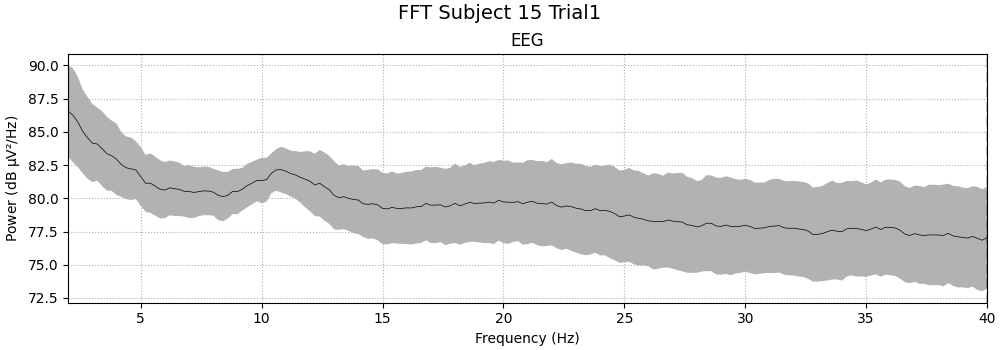 FFT Subject 15 Trial1
EEG
90.0
87.5
85.0
82.5
80.0
77.5
75.0
72.5
Power (dB µV²/Hz)
5 10 15 20 25 30 35 40
Frequency (Hz)